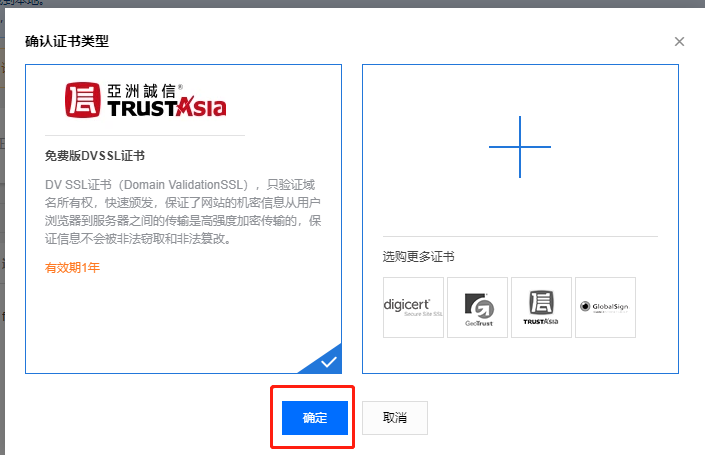 确认证书类型
亞洲誠信®
TRUSTAsia
免费版DVSSL证书
DV SSL证书（Domain ValidationSSL），只验证域
名所有权，快速颁发，保证了网站的机密信息从用户
浏览器到服务器之间的传输是高强度加密传输的，保
证信息不会被非法窃取和非法篡改。
有效期1年
选购更多证书
digicert
Secure Site SSL
GeoTrust
TRUSTAsia
GlobalSign
确定
取消